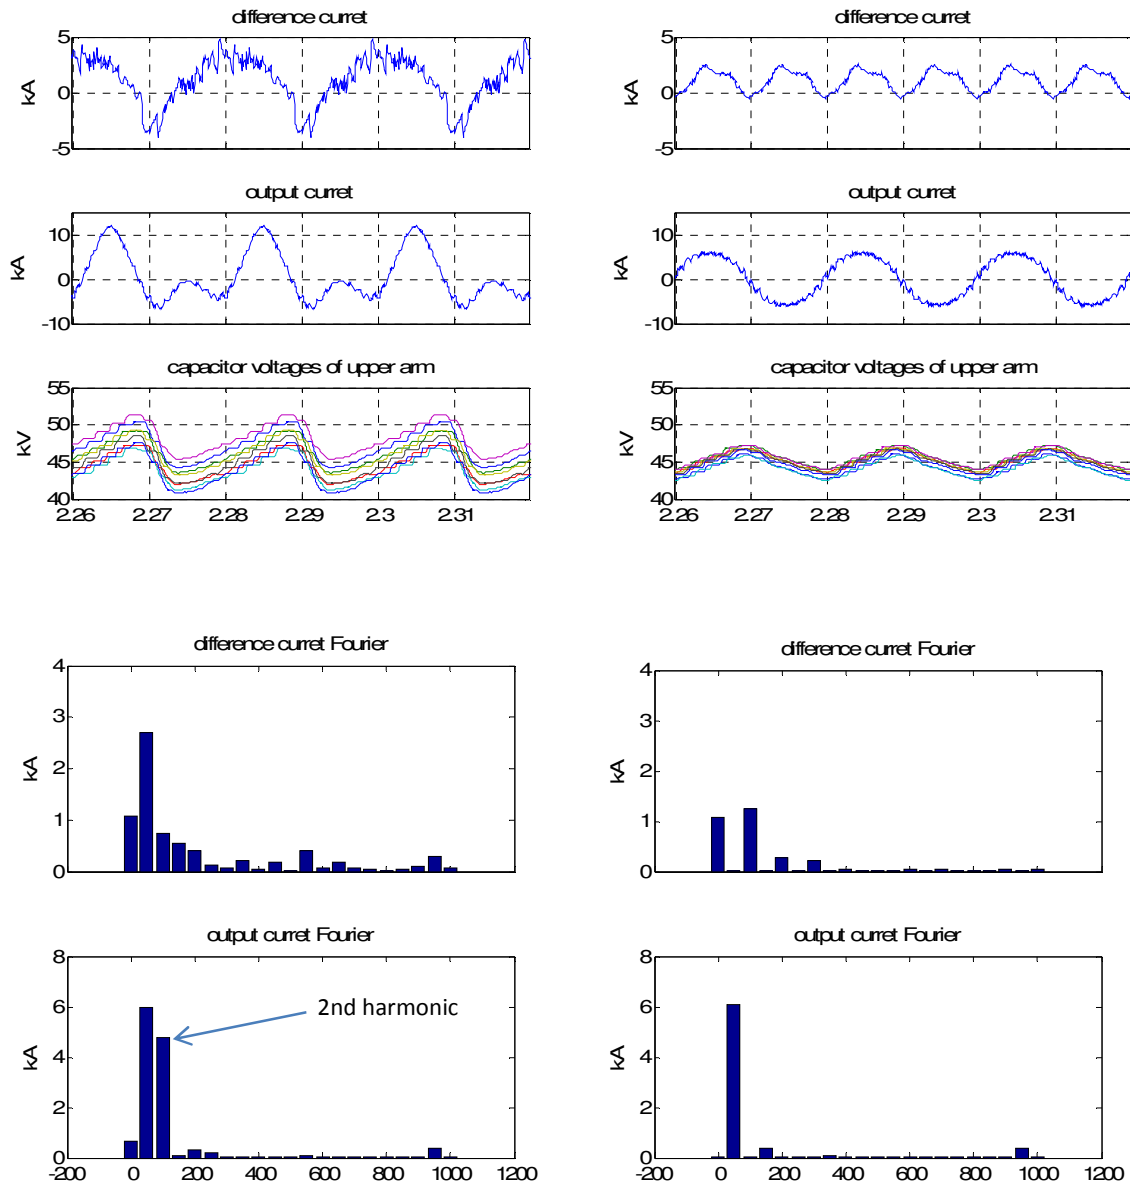 difference curret
5
0
-5
kA
output curret
10
0
-10
kA
capacitor voltages of upper arm
55
50
45
40
kV
2.26 2.27 2.28 2.29 2.3 2.31
difference curret
5
0
-5
kA
output curret
10
0
-10
kA
capacitor voltages of upper arm
55
50
45
40
kV
2.26 2.27 2.28 2.29 2.3 2.31
difference curret Fourier
4
3
2
1
0
kA
output curret Fourier
8
6
4
2
0
kA
2nd harmonic
-200 0 200 400 600 800 1000 1200
difference curret Fourier
4
3
2
1
0
kA
output curret Fourier
8
6
4
2
0
kA
-200 0 200 400 600 800 1000 1200